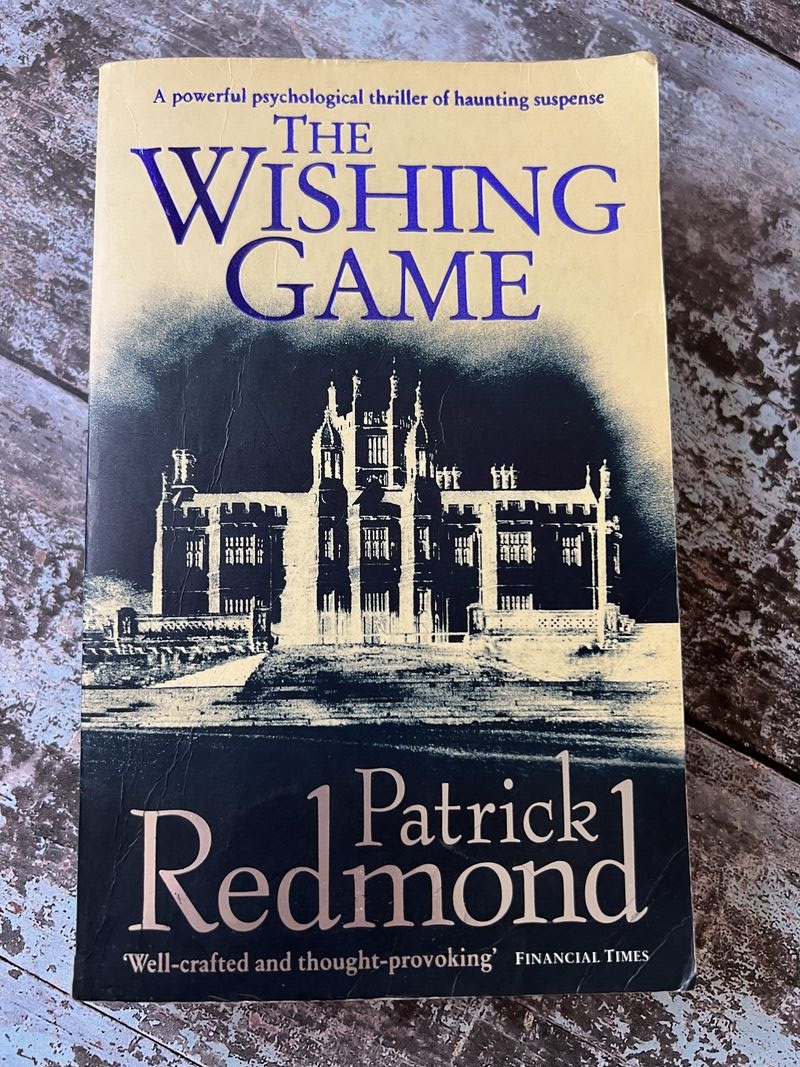 A powerful psychological thriller of haunting suspense
THE
WISHING
GAME
Patrick
Redmond
'Well-crafted and thought-provoking' FINANCIAL TIMES